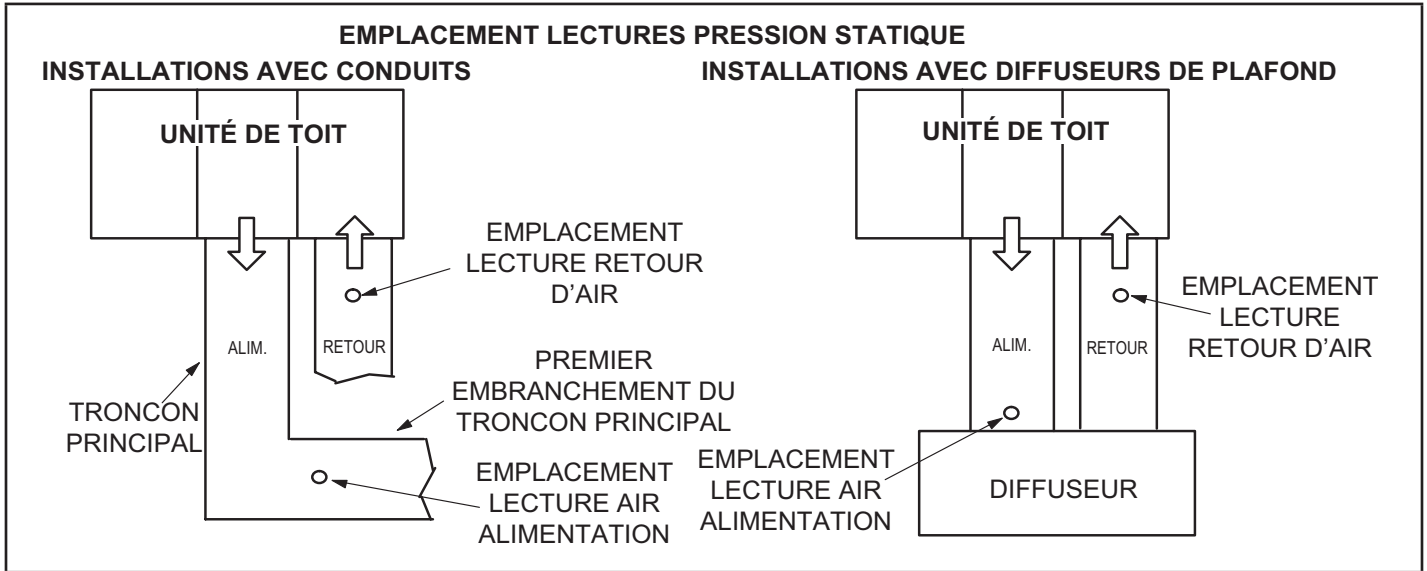 EMPLACEMENT LECTURES PRESSION STATIQUE
INSTALLATIONS AVEC CONDUITS
UNITÉ DE TOIT
EMPLACEMENT
LECTURE RETOUR
D’AIR
ALIM.
RETOUR
PREMIER
EMBRANCHEMENT DU
TRONCON PRINCIPAL
TRONCON
PRINCIPAL
EMPLACEMENT
LECTURE AIR
ALIMENTATION
INSTALLATIONS AVEC DIFFUSEURS DE PLAFOND
UNITÉ DE TOIT
EMPLACEMENT
LECTURE
RETOUR D’AIR
ALIM.
RETOUR
EMPLACEMENT
LECTURE AIR
ALIMENTATION
DIFFUSEUR